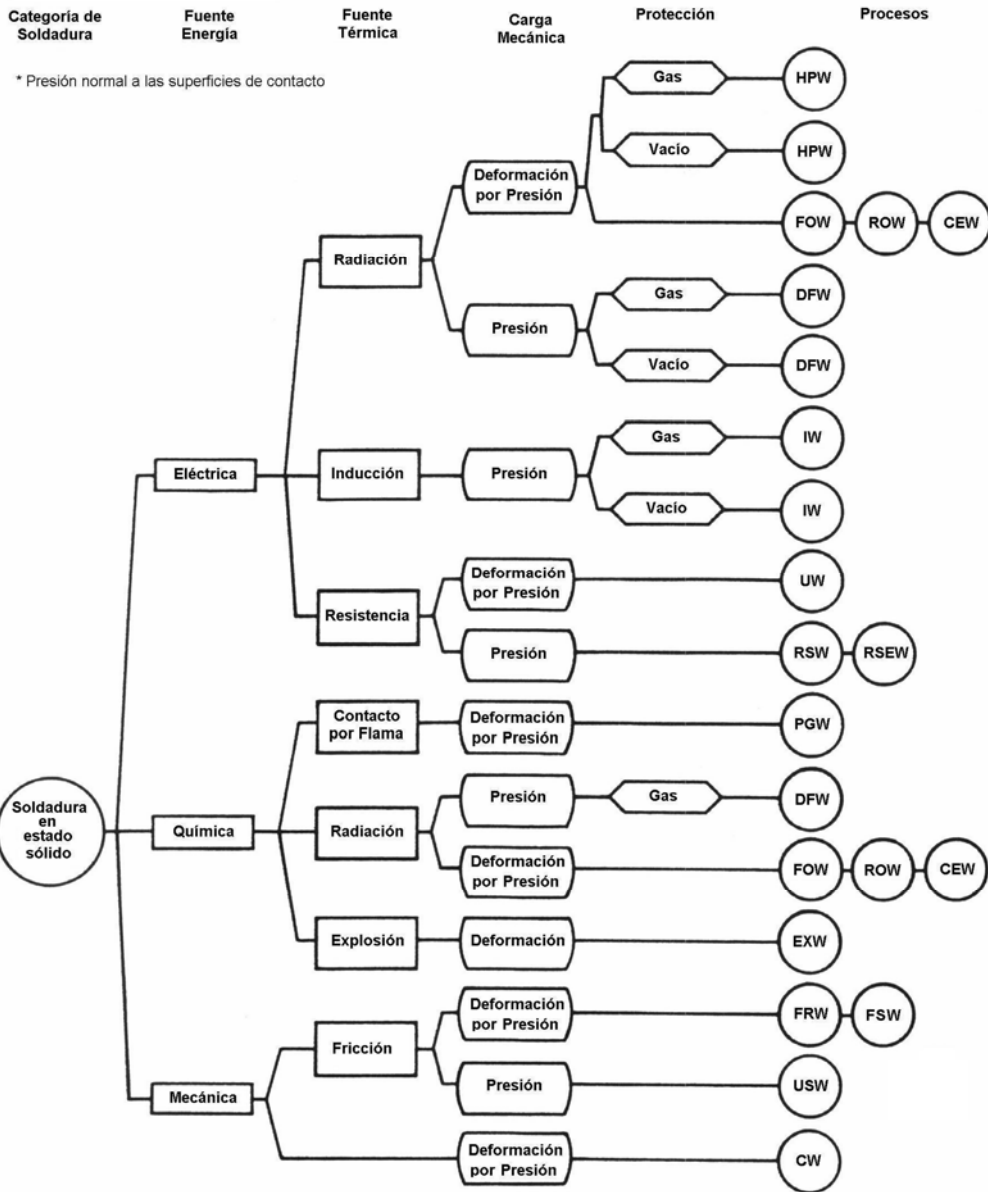 Categoría de
Soldadura
Fuente
Energía
Fuente
Térmica
Carga
Mecánica
Protección
Procesos
* Presión normal a las superficies de contacto
Gas
HPW
Vacío
HPW
Deformación
por Presión
FOW
ROW
CEW
Radiación
Gas
DFW
Presión
Vacío
DFW
Gas
IW
Eléctrica
Inducción
Presión
Vacío
IW
Deformación
por Presión
UW
Resistencia
Presión
RSW
RSEW
Contacto
por Flama
Deformación
por Presión
PGW
Soldadura
en
estado
sólido
Química
Radiación
Presión
Gas
DFW
Deformación
por Presión
FOW
ROW
CEW
Explosión
Deformación
EXW
Deformación
por Presión
FRW
FSW
Fricción
Presión
USW
Mecánica
Deformación
por Presión
CW